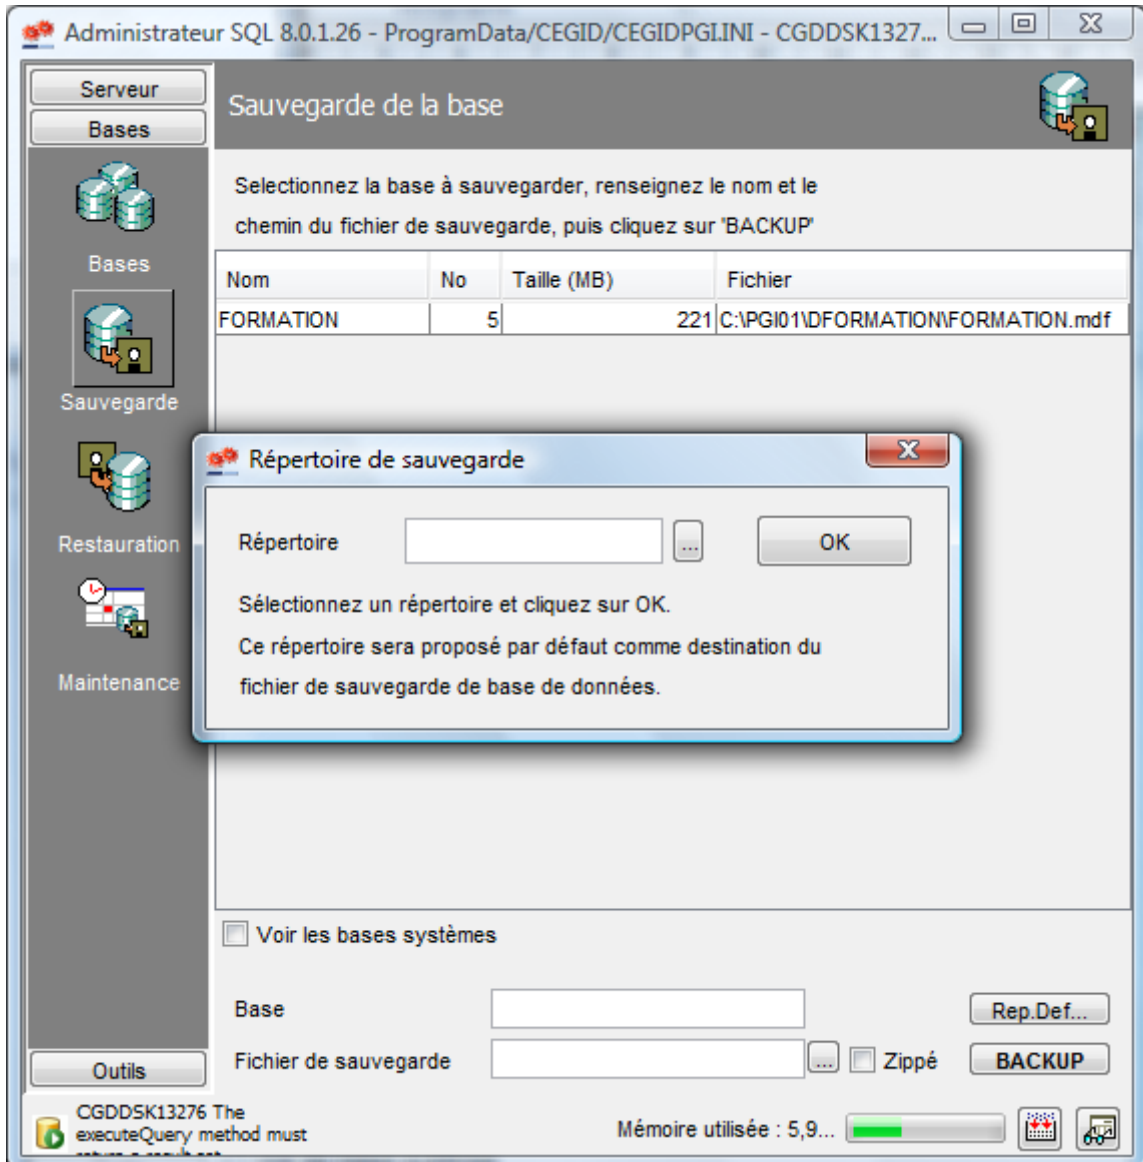 Administrateur SQL 8.0.1.26 - ProgramData/CEGID/CEGIDPGI.INI - CGDDSK1327...
Serveur
Bases
Sauvegarde de la base
Selectionnez la base à sauvegarder, renseignez le nom et le
chemin du fichier de sauvegarde, puis cliquez sur 'BACKUP'
Bases
Nom No Taille (MB) Fichier
FORMATION 5 221 C:\PGI01\DFORMATION\FORMATION.mdf
Sauvegarde
Restauration
Maintenance
Répertoire de sauvegarde
Répertoire ... OK
Sélectionnez un répertoire et cliquez sur OK.
Ce répertoire sera proposé par défaut comme destination du
fichier de sauvegarde de base de données.
Voir les bases systèmes
Base Rep.Def...
Fichier de sauvegarde ... Zippé BACKUP
Outils
CGDDSK13276 The
executeQuery method must
Mémoire utilisée : 5,9...